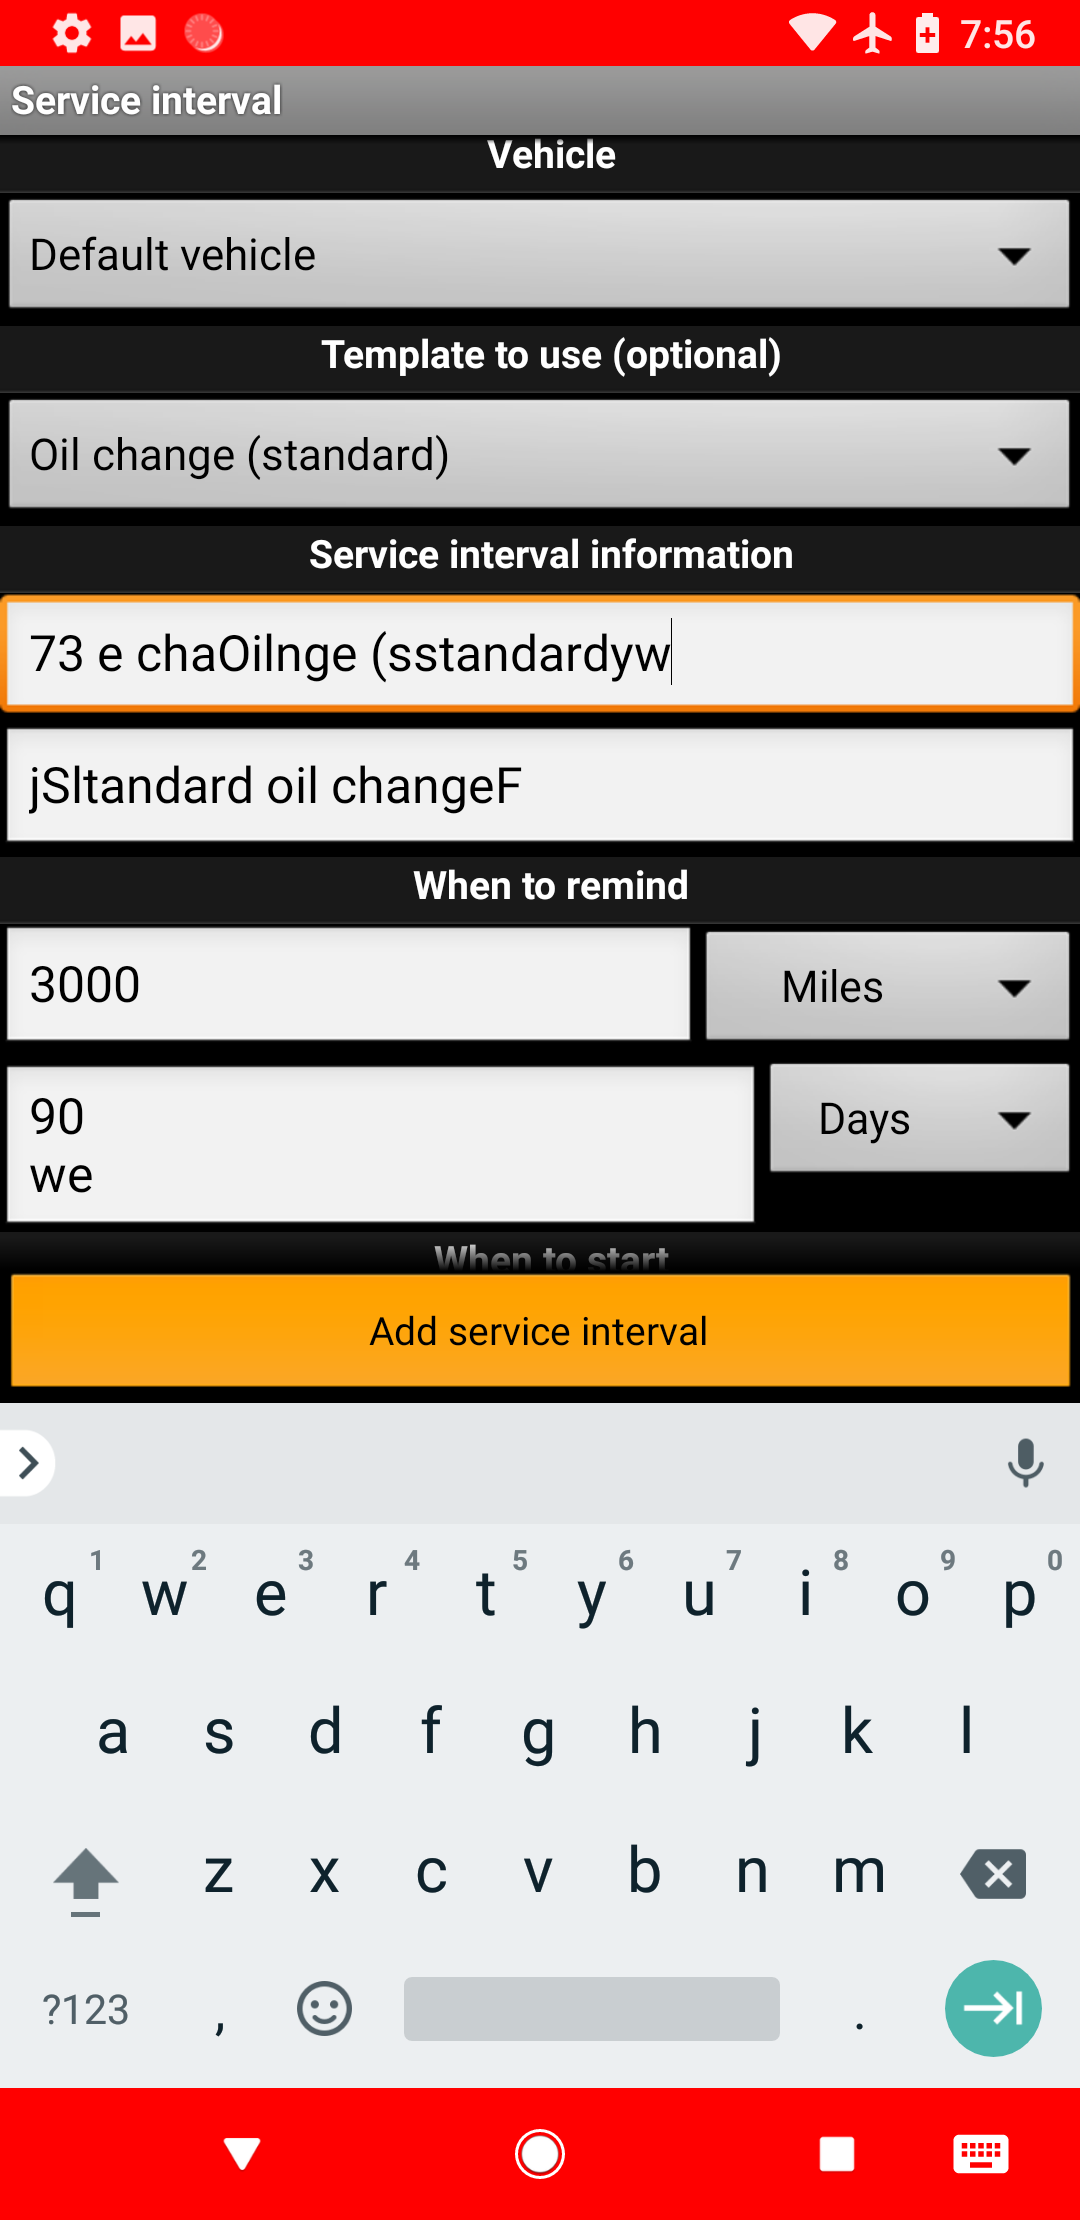 7:56
Service interval
Vehicle
Default vehicle
Template to use (optional)
Oil change (standard)
Service interval information
73 e chaOilnge (sstandardyw
jSltandard oil changeF
When to remind
3000 Miles
90 Days
we
When to start
Add service interval
1 2 3 4 5 6 7 8 9 0
q w e r t y u i o p
a s d f g h j k l
z x c v b n m
?123 , .